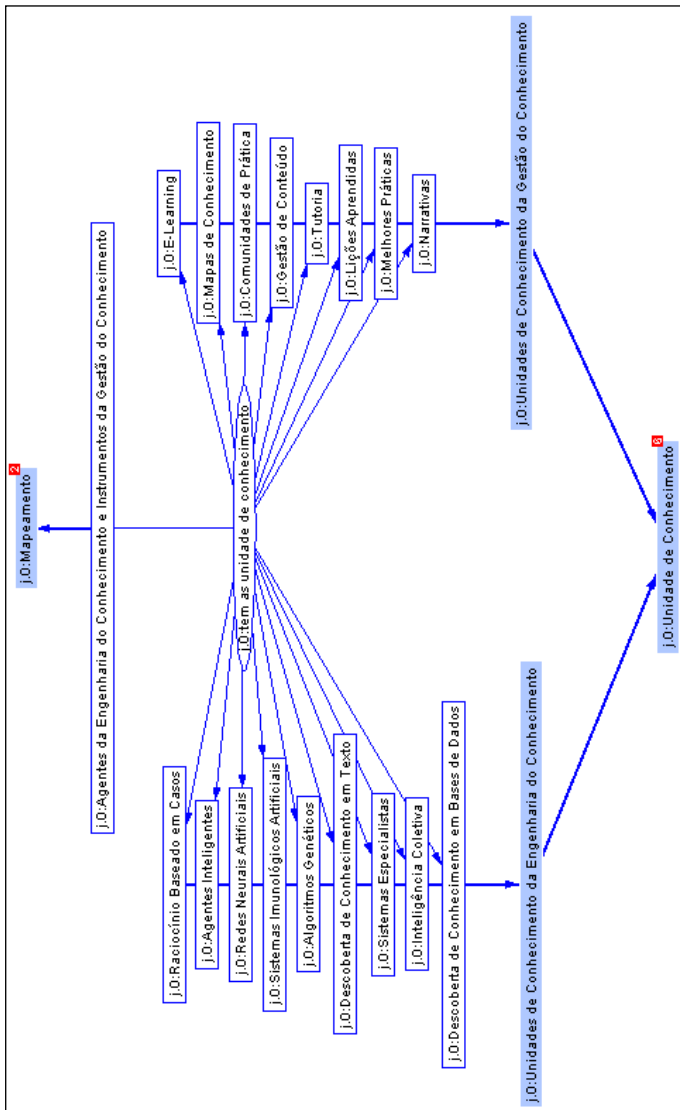 j.0:Mapeamento 2
j.0:Agentes da Engenharia do Conhecimento e Instrumentos da Gestão do Conhecimento
j.0:Raciocínio Baseado em Casos
j.0:E-Learning
j.0:Agentes Inteligentes
j.0:Mapas de Conhecimento
j.0:Redes Neurais Artificiais
j.0:tem as unidade de conhecimento
j.0:Comunidades de Prática
j.0:Sistemas Imunológicos Artificiais
j.0:Gestão de Conteúdo
j.0:Algoritmos Genéticos
j.0:Tutoria
j.0:Descoberta de Conhecimento em Texto
j.0:Lições Aprendidas
j.0:Sistemas Especialistas
j.0:Melhores Práticas
j.0:Inteligência Coletiva
j.0:Narrativas
j.0:Descoberta de Conhecimento em Bases de Dados
j.0:Unidades de Conhecimento da Engenharia do Conhecimento
j.0:Unidades de Conhecimento da Gestão do Conhecimento
j.0:Unidade de Conhecimento 6